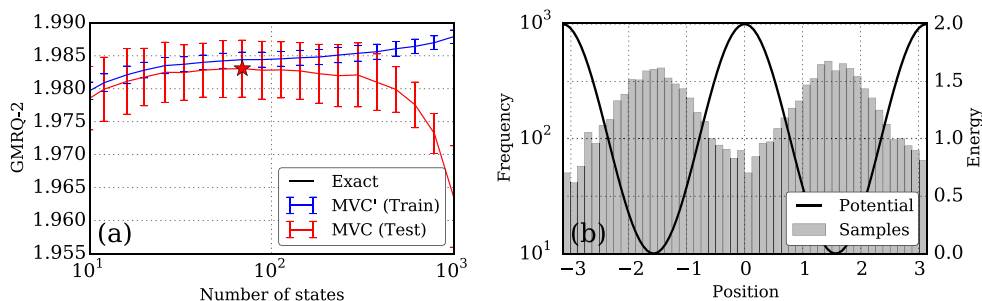 1.990
1.985
1.980
1.975
1.970
1.965
1.960
1.955
GMRQ-2
(a)
Exact
MVC' (Train)
MVC (Test)
10^1
10^2
10^3
Number of states
10^3
10^2
10^1
Frequency
2.0
1.5
1.0
0.5
0.0
Energy
(b)
Potential
Samples
−3
−2
−1
0
1
2
3
Position